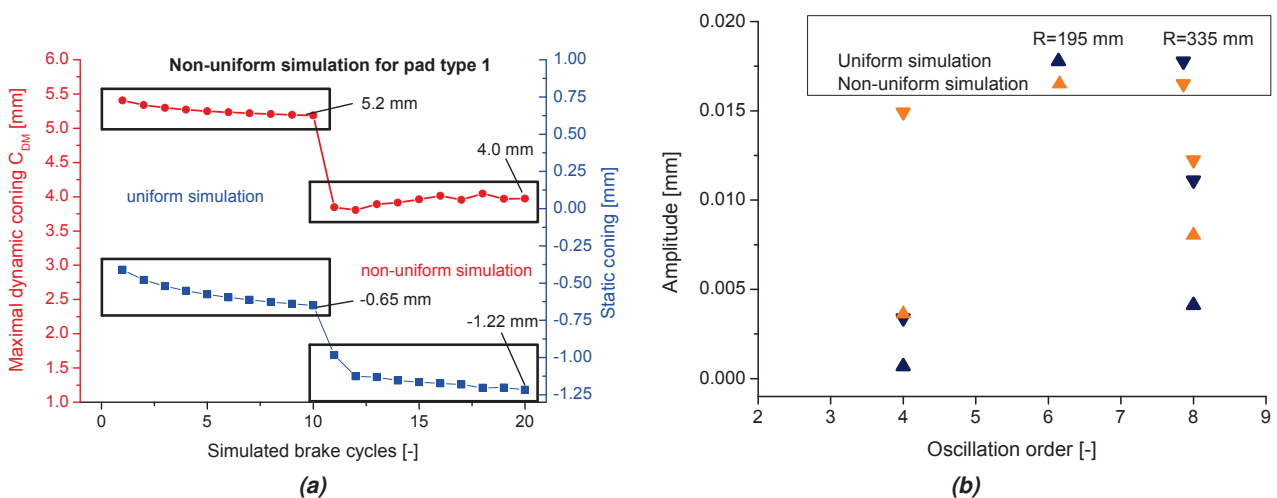 Non-uniform simulation for pad type 1
Maximal dynamic coning C_DM [mm]
6.0
5.5
5.0
4.5
4.0
3.5
3.0
2.5
2.0
1.5
1.0
5.2 mm
4.0 mm
uniform simulation
non-uniform simulation
-0.65 mm
-1.22 mm
1.00
0.75
0.50
0.25
0.00
-0.25
-0.50
-0.75
-1.00
-1.25
Static coning [mm]
0 5 10 15 20
Simulated brake cycles [-]
(a)
R=195 mm R=335 mm
Uniform simulation
Non-uniform simulation
Amplitude [mm]
0.020
0.015
0.010
0.005
0.000
2 3 4 5 6 7 8 9
Oscillation order [-]
(b)